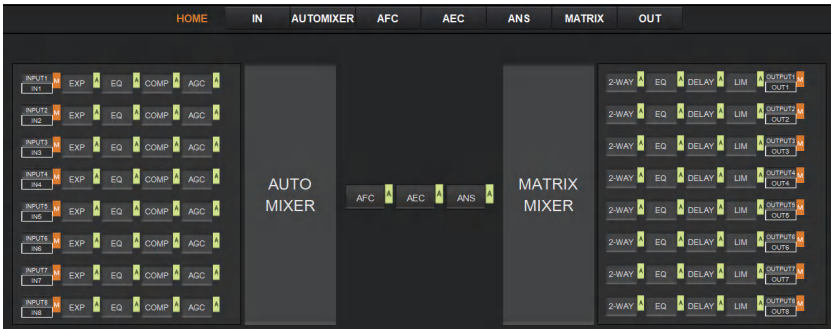 HOME IN AUTOMIXER AFC AEC ANS MATRIX OUT
INPUT1 M EXP A EQ A COMP A AGC A
IN1
INPUT2 M EXP A EQ A COMP A AGC A
IN2
INPUT3 M EXP A EQ A COMP A AGC A
IN3
INPUT4 M EXP A EQ A COMP A AGC A
IN4
INPUT5 M EXP A EQ A COMP A AGC A
IN5
INPUT6 M EXP A EQ A COMP A AGC A
IN6
INPUT7 M EXP A EQ A COMP A AGC A
IN7
INPUT8 M EXP A EQ A COMP A AGC A
IN8
AUTO
MIXER
AFC A AEC A ANS A
MATRIX
MIXER
2-WAY A EQ A DELAY A LIM A OUTPUT1 M
OUT1
2-WAY A EQ A DELAY A LIM A OUTPUT2 M
OUT2
2-WAY A EQ A DELAY A LIM A OUTPUT3 M
OUT3
2-WAY A EQ A DELAY A LIM A OUTPUT4 M
OUT4
2-WAY A EQ A DELAY A LIM A OUTPUT5 M
OUT5
2-WAY A EQ A DELAY A LIM A OUTPUT6 M
OUT6
2-WAY A EQ A DELAY A LIM A OUTPUT7 M
OUT7
2-WAY A EQ A DELAY A LIM A OUTPUT8 M
OUT8